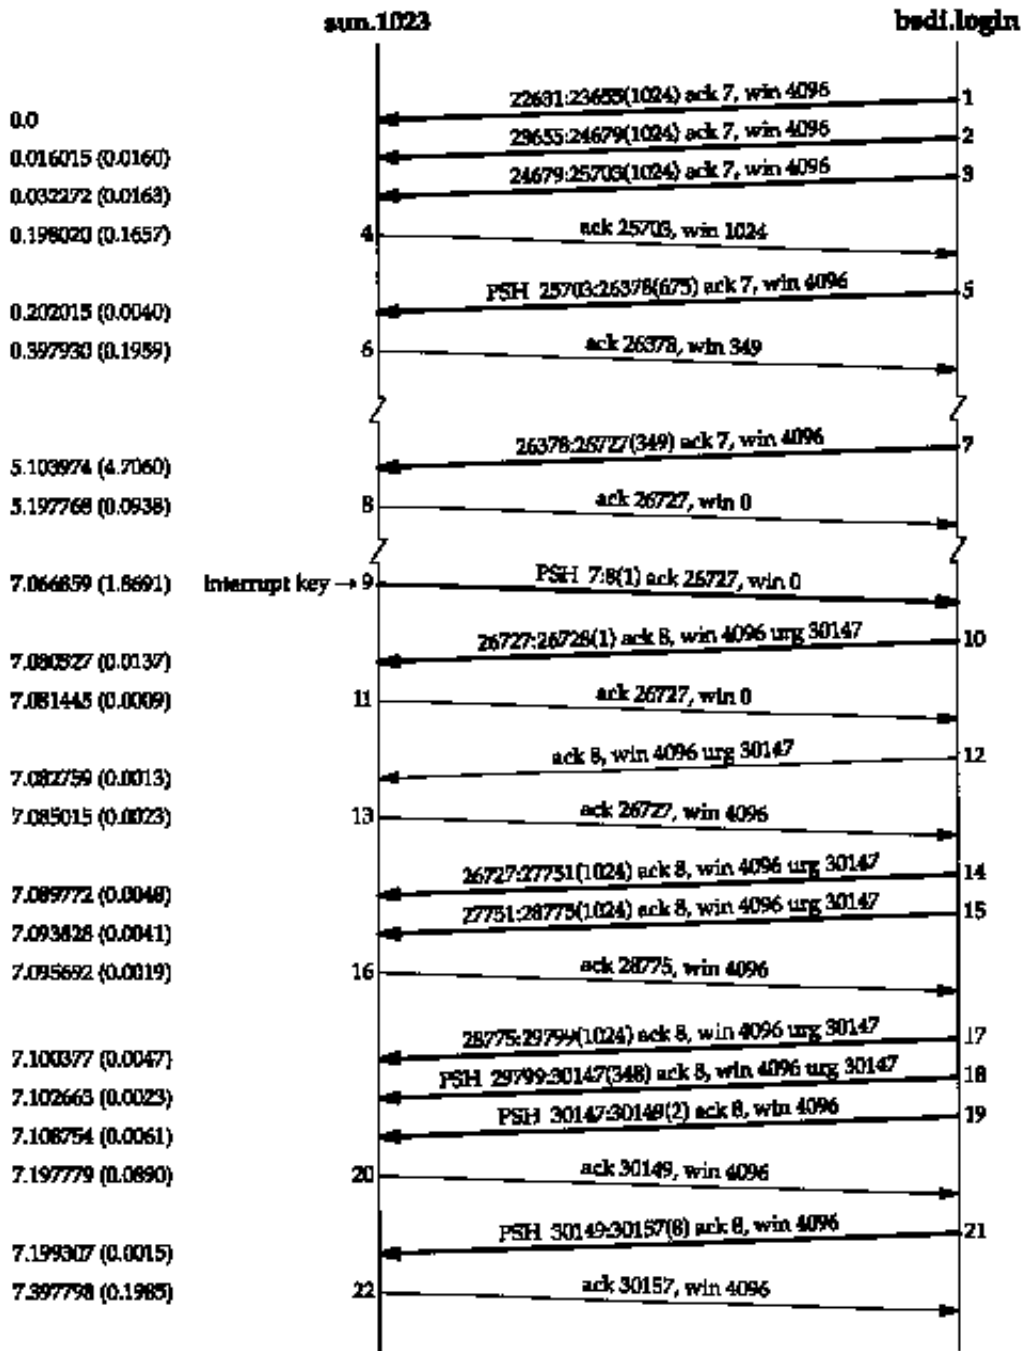 sun.1023 bsdi.login
22631:23655(1024) ack 7, win 4096 1
0.0
23655:24679(1024) ack 7, win 4096 2
0.016015 (0.0160)
24679:25703(1024) ack 7, win 4096 3
0.032272 (0.0163)
0.198020 (0.1657) 4 ack 25703, win 1024
PSH 25703:26378(675) ack 7, win 4096 5
0.202015 (0.0040)
0.397930 (0.1959) 6 ack 26378, win 349
26378:26727(349) ack 7, win 4096 7
5.103974 (4.7060)
5.197768 (0.0938) 8 ack 26727, win 0
7.066859 (1.8691) interrupt key → 9 PSH 7:8(1) ack 26727, win 0
26727:26728(1) ack 8, win 4096 urg 30147 10
7.080527 (0.0137)
7.081445 (0.0009) 11 ack 26727, win 0
ack 8, win 4096 urg 30147 12
7.082759 (0.0013)
7.085015 (0.0023) 13 ack 26727, win 4096
26727:27751(1024) ack 8, win 4096 urg 30147 14
7.089772 (0.0048)
27751:28775(1024) ack 8, win 4096 urg 30147 15
7.093828 (0.0041)
7.095692 (0.0019) 16 ack 28775, win 4096
28775:29799(1024) ack 8, win 4096 urg 30147 17
7.100377 (0.0047)
PSH 29799:30147(348) ack 8, win 4096 urg 30147 18
7.102663 (0.0023)
PSH 30147:30149(2) ack 8, win 4096 19
7.108754 (0.0061)
7.197779 (0.0890) 20 ack 30149, win 4096
PSH 30149:30157(8) ack 8, win 4096 21
7.199307 (0.0015)
7.397798 (0.1985) 22 ack 30157, win 4096